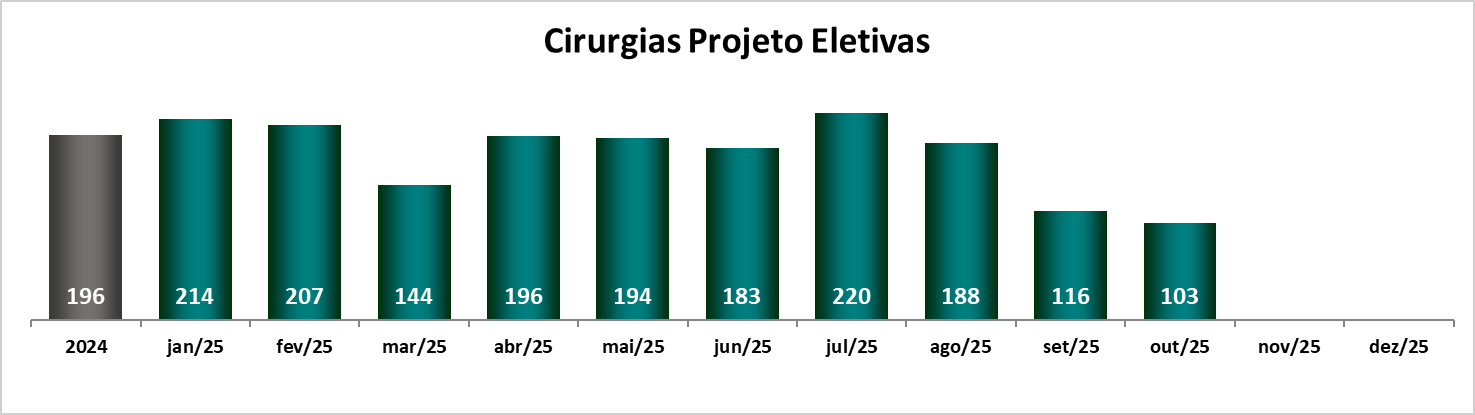 Cirurgias Projeto Eletivas
196 214 207 144 196 194 183 220 188 116 103
2024 jan/25 fev/25 mar/25 abr/25 mai/25 jun/25 jul/25 ago/25 set/25 out/25 nov/25 dez/25